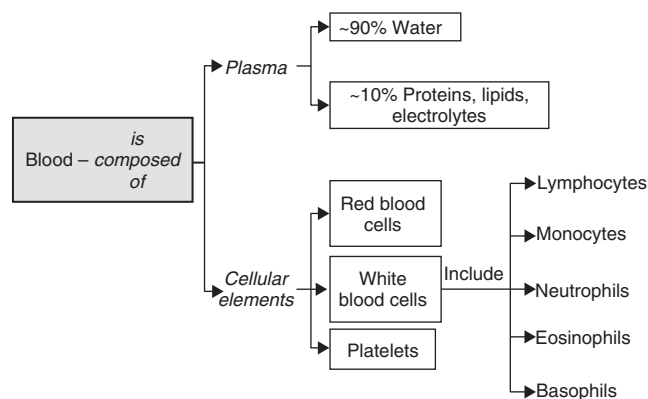 ~90% Water
Plasma
~10% Proteins, lipids,
electrolytes
is
Blood – composed
of
Red blood
cells
Cellular
elements
White
blood cells
Include
Platelets
Lymphocytes
Monocytes
Neutrophils
Eosinophils
Basophils